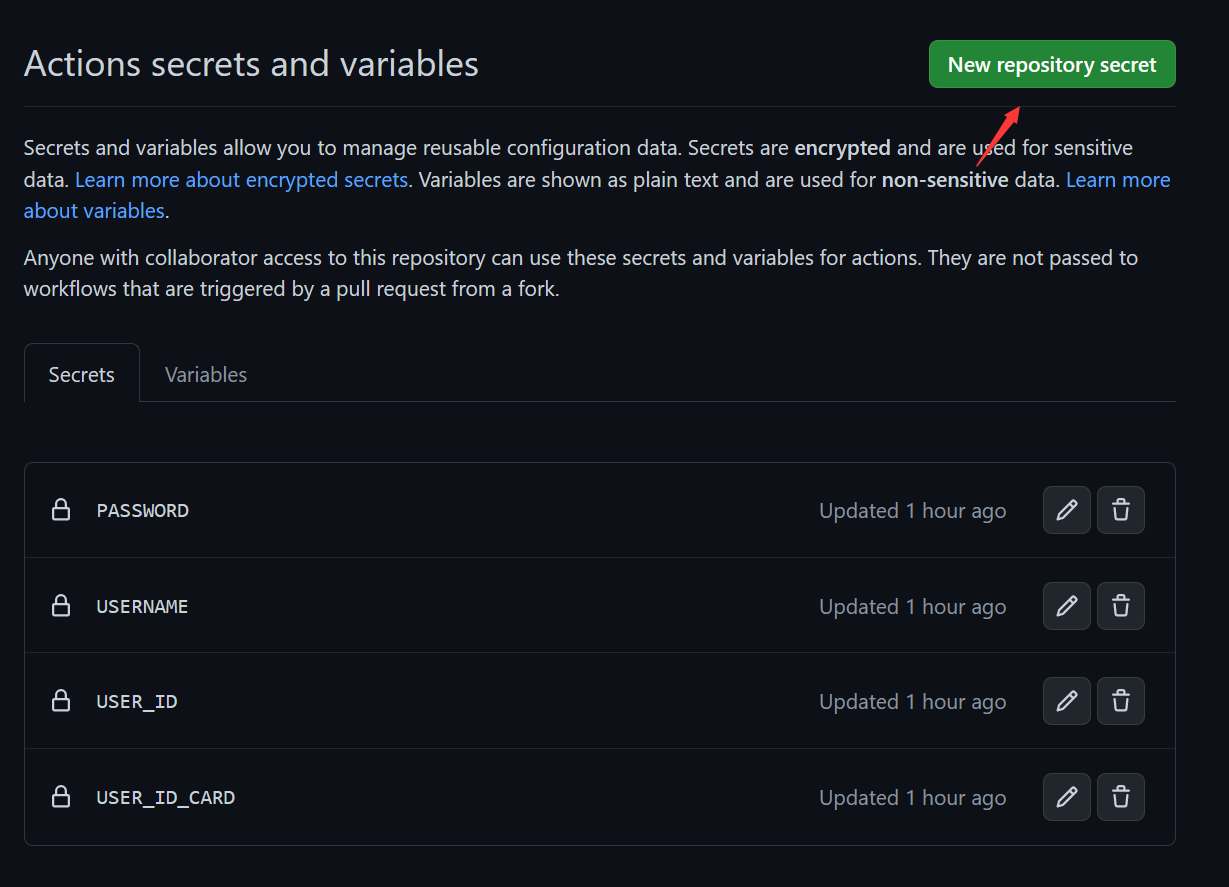 Actions secrets and variables
New repository secret
Secrets and variables allow you to manage reusable configuration data. Secrets are encrypted and are used for sensitive
data. Learn more about encrypted secrets. Variables are shown as plain text and are used for non-sensitive data. Learn more
about variables.
Anyone with collaborator access to this repository can use these secrets and variables for actions. They are not passed to
workflows that are triggered by a pull request from a fork.
Secrets Variables
PASSWORD Updated 1 hour ago
USERNAME Updated 1 hour ago
USER_ID Updated 1 hour ago
USER_ID_CARD Updated 1 hour ago